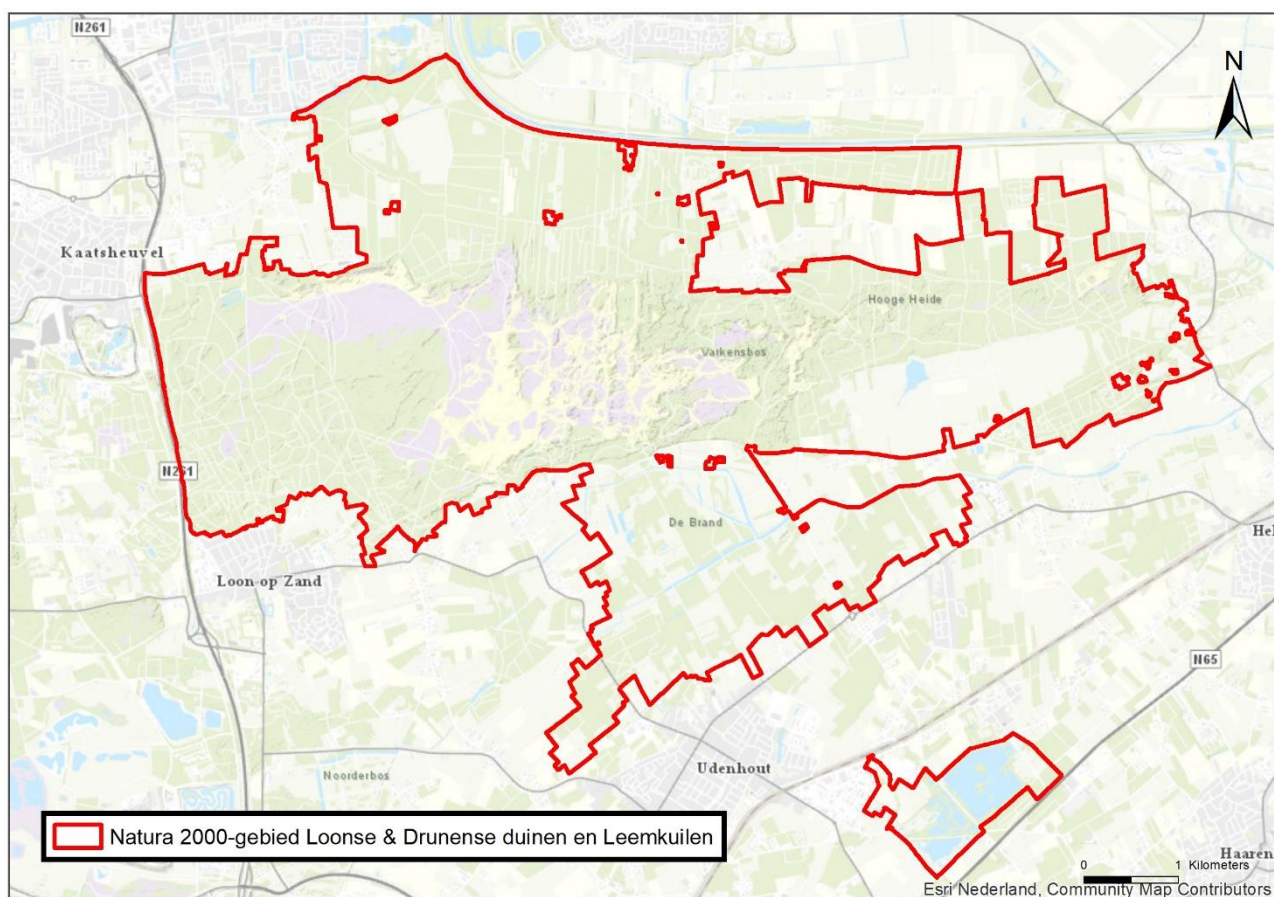 N261
N
Kaatsheuvel
Hooge Heide
Valkensbos
N261
De Brand
Loon op Zand
Hel
N65
Udenhout
Noorderbos
Natura 2000-gebied Loonse & Drunense duinen en Leemkuilen
Haaren
0 1 Kilometers
Esri Nederland, Community Map Contributors